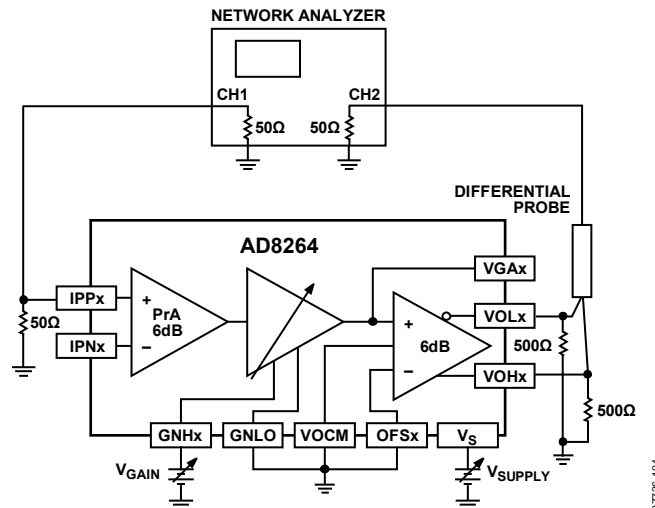 NETWORK ANALYZER
CH1
CH2
50Ω
50Ω
DIFFERENTIAL
PROBE
AD8264
VGAx
IPPx
PrA
6dB
+
−
+
−
6dB
VOLx
50Ω
IPNx
500Ω
VOHx
500Ω
GNHx
GNLO
VOCM
OFSx
VS
VGAIN
VSUPPLY